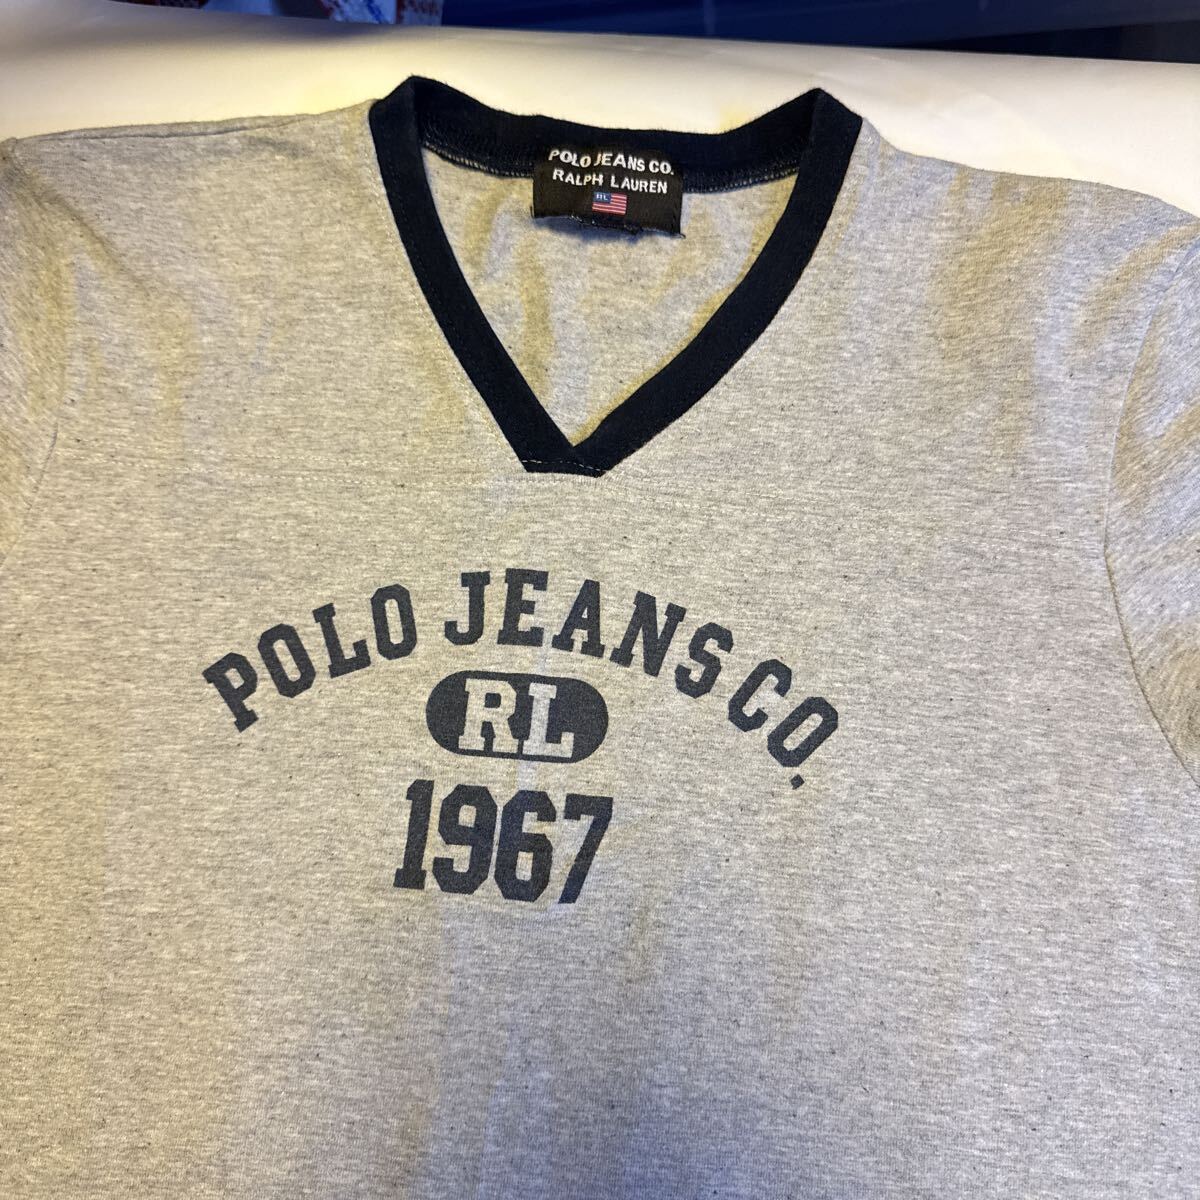 POLO JEANS CO.
RALPH LAUREN
RL
POLO JEANS CO.
RL
1967